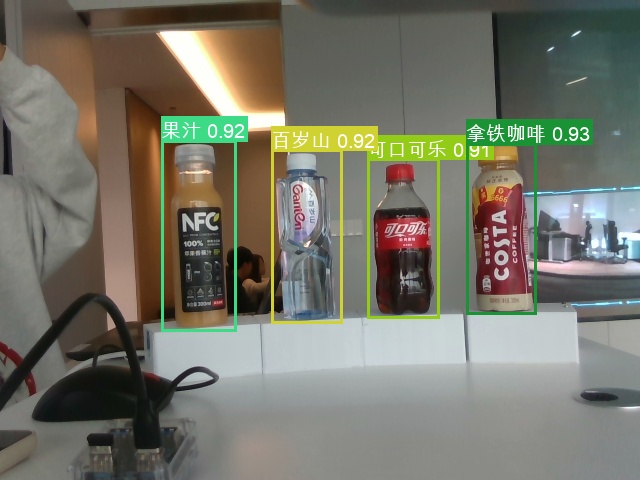 果汁 0.92
百岁山 0.92
可口可乐 0.91
拿铁咖啡 0.93
NFC
100%
300ml
Ganten
可口可乐
COSTA
COFFEE